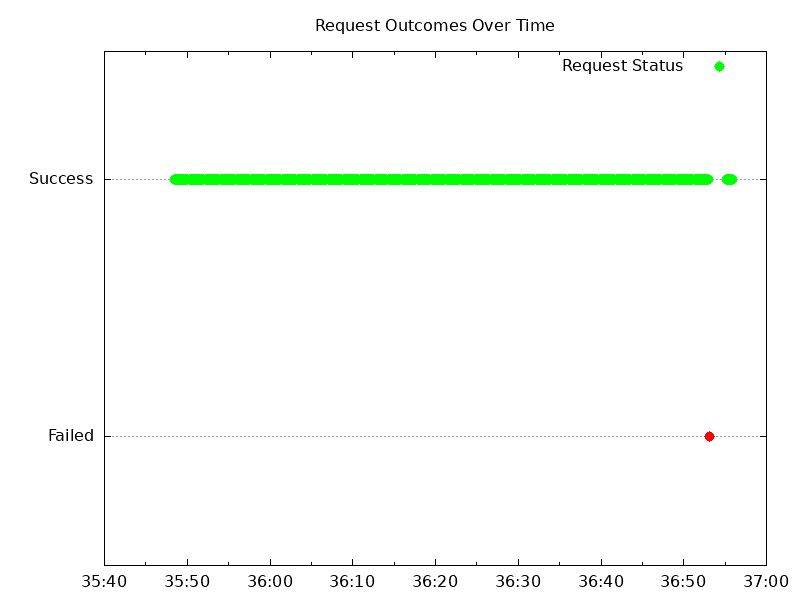 Request Outcomes Over Time
Request Status
Success
Failed
35:40 35:50 36:00 36:10 36:20 36:30 36:40 36:50 37:00